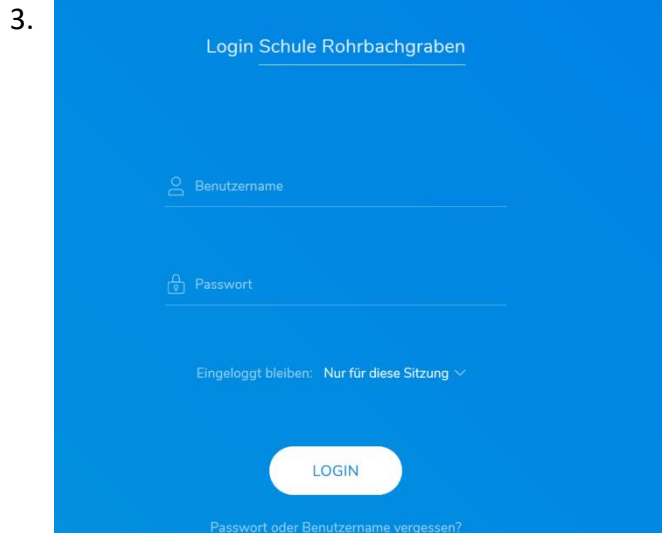 3.
Login Schule Rohrbachgraben
Benutzername
Passwort
Eingeloggt bleiben: Nur für diese Sitzung
LOGIN
Passwort oder Benutzername vergessen?